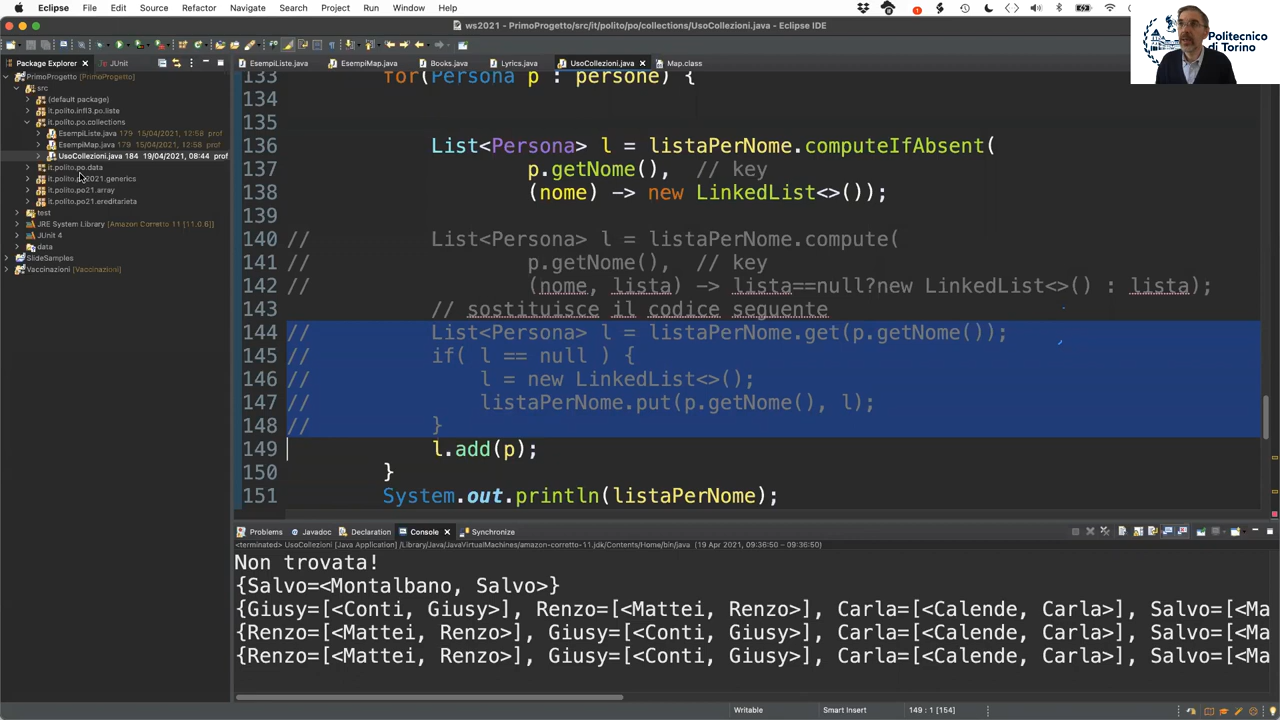 Eclipse File Edit Source Refactor Navigate Search Project Run Window Help
ws2021 - PrimoProgetto/src/it/polito/po/collections/UsoCollezioni.java - Eclipse IDE
Politecnico
di Torino
Package Explorer JUnit
EsempiListe.java EsempiMap.java Books.java Lyrics.java UsoCollezioni.java Map.class
PrimoProgetto [PrimoProgetto]
src
(default package)
it.polito.infl3.po.liste
it.polito.po.collections
EsempiListe.java 179 15/04/2021, 12:58 prof
EsempiMap.java 179 15/04/2021, 12:58 prof
UsoCollezioni.java 184 19/04/2021, 08:44 prof
it.polito.po.data
it.polito.po2021.generics
it.polito.po21.array
it.polito.po21.ereditarieta
test
JRE System Library [Amazon Corretto 11 [11.0.6]]
JUnit 4
data
SlideSamples
Vaccinazioni [Vaccinazioni]
133 for(Persona p : persone) {
134
135
136 List<Persona> l = listaPerNome.computeIfAbsent(
137 p.getNome(), // key
138 (nome) -> new LinkedList<>());
139
140 // List<Persona> l = listaPerNome.compute(
141 // p.getNome(), // key
142 // (nome, lista) -> lista==null?new LinkedList<>() : lista);
143 // sostituisce il codice seguente
144 // List<Persona> l = listaPerNome.get(p.getNome());
145 // if( l == null ) {
146 // l = new LinkedList<>();
147 // listaPerNome.put(p.getNome(), l);
148 // }
149 l.add(p);
150 }
151 System.out.println(listaPerNome);
Problems Javadoc Declaration Console Synchronize
<terminated> UsoCollezioni [Java Application] /Library/Java/JavaVirtualMachines/amazon-corretto-11.jdk/Contents/Home/bin/java (19 Apr 2021, 09:36:50 – 09:36:50)
Non trovata!
{Salvo=<Montalbano, Salvo>}
{Giusy=[<Conti, Giusy>], Renzo=[<Mattei, Renzo>], Carla=[<Calende, Carla>], Salvo=[<Ma
{Renzo=[<Mattei, Renzo>], Giusy=[<Conti, Giusy>], Carla=[<Calende, Carla>], Salvo=[<Ma
{Renzo=[<Mattei, Renzo>], Giusy=[<Conti, Giusy>], Carla=[<Calende, Carla>], Salvo=[<Ma
Writable Smart Insert 149 : 1 [154]